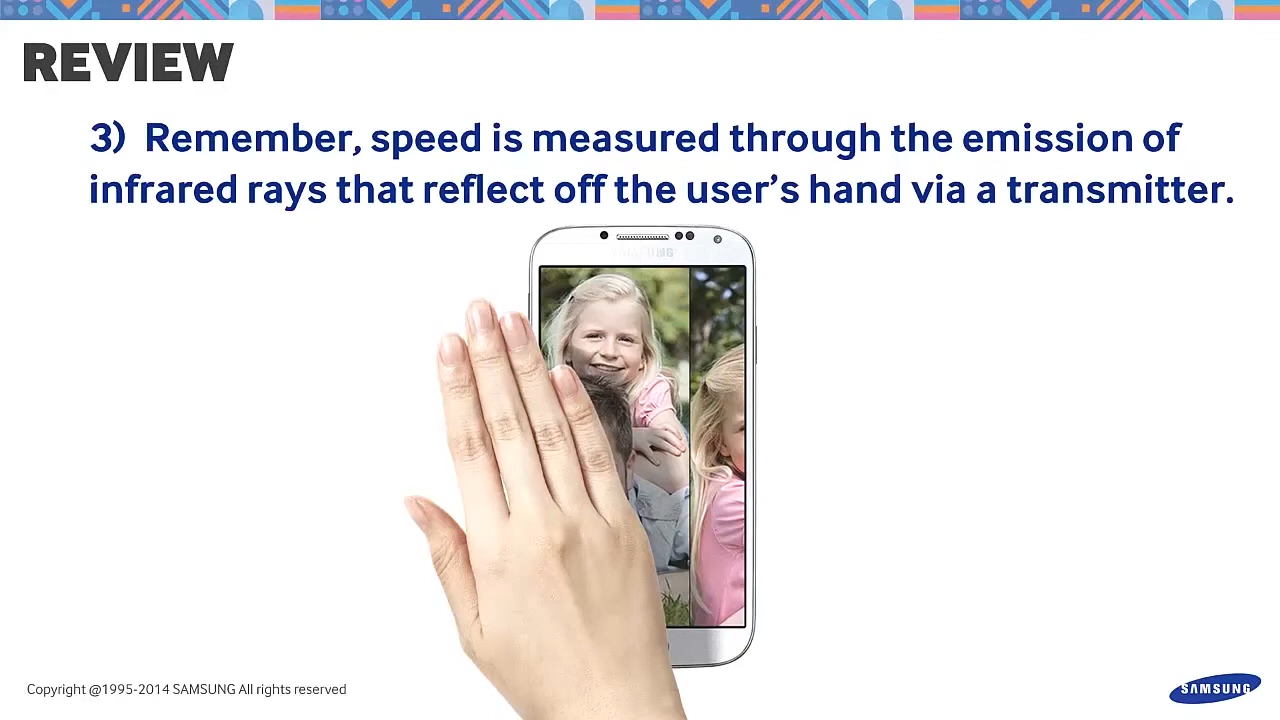 REVIEW
3) Remember, speed is measured through the emission of
infrared rays that reflect off the user’s hand via a transmitter.
SAMSUNG
Copyright @1995-2014 SAMSUNG All rights reserved
SAMSUNG